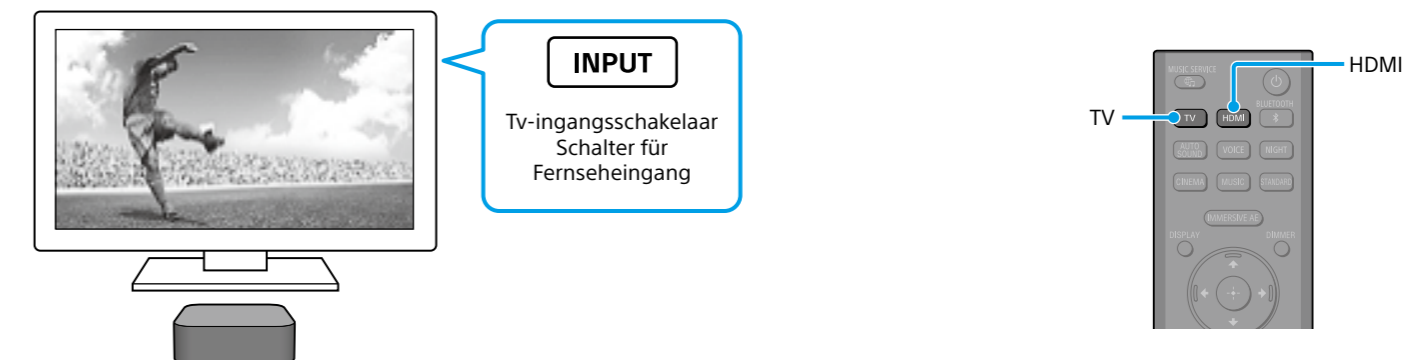 INPUT
Tv-ingangsschakelaar
Schalter für
Fernseheingang
TV
HDMI
MUSIC SERVICE
BLUETOOTH
TV
HDMI
AUTO SOUND
VOICE
NIGHT
CINEMA
MUSIC
STANDARD
IMMERSIVE AE
DISPLAY
DIMMER